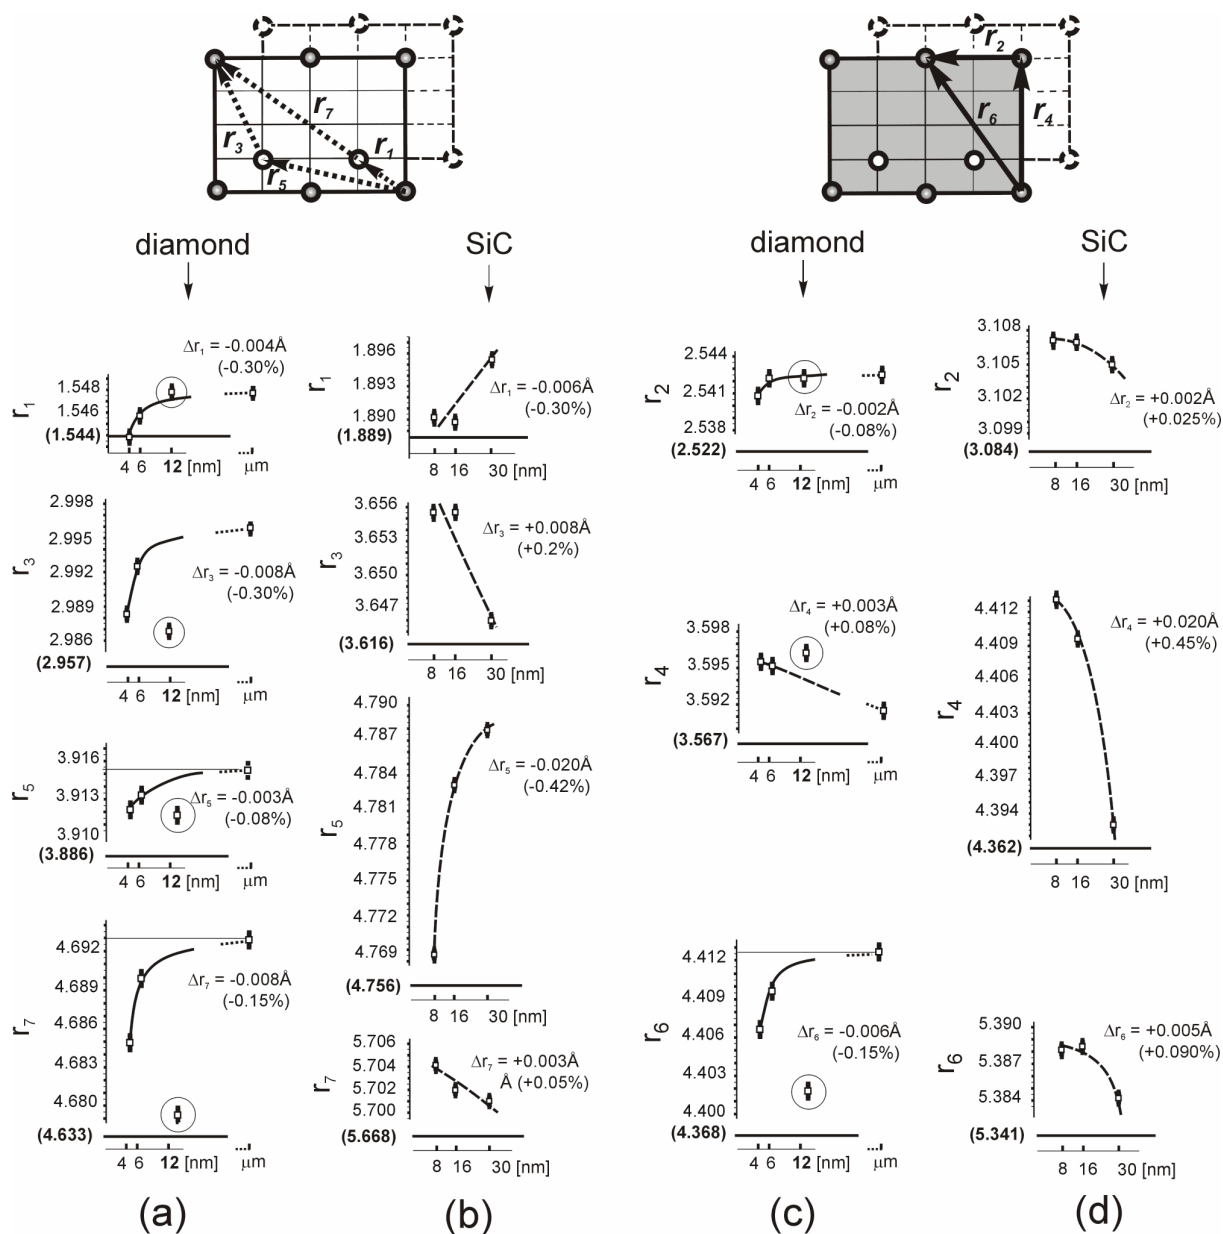 r7
r3
r1
r5
r2
r6
r4
diamond
SiC
diamond
SiC
r1
1.548
1.546
(1.544)
Δr1 = -0.004Å
(-0.30%)
4 6 12 [nm] μm
r3
2.998
2.995
2.992
2.989
2.986
(2.957)
Δr3 = -0.008Å
(-0.30%)
4 6 12 [nm] μm
r5
3.916
3.913
3.910
(3.886)
Δr5 = -0.003Å
(-0.08%)
4 6 12 [nm] μm
r7
4.692
4.689
4.686
4.683
4.680
(4.633)
Δr7 = -0.008Å
(-0.15%)
4 6 12 [nm] μm
(a)
r1
1.896
1.893
1.890
(1.889)
Δr1 = -0.006Å
(-0.30%)
8 16 30 [nm]
r3
3.656
3.653
3.650
3.647
(3.616)
Δr3 = +0.008Å
(+0.2%)
8 16 30 [nm]
r5
4.790
4.787
4.784
4.781
4.778
4.775
4.772
4.769
(4.756)
Δr5 = -0.020Å
(-0.42%)
8 16 30 [nm]
r7
5.706
5.704
5.702
5.700
(5.668)
Δr7 = +0.003Å
Å (+0.05%)
8 16 30 [nm]
(b)
r2
2.544
2.541
2.538
(2.522)
Δr2 = -0.002Å
(-0.08%)
4 6 12 [nm] μm
r4
3.598
3.595
3.592
(3.567)
Δr4 = +0.003Å
(+0.08%)
4 6 12 [nm] μm
r6
4.412
4.409
4.406
4.402
4.400
(4.368)
Δr6 = -0.006Å
(-0.15%)
4 6 12 [nm] μm
(c)
r2
3.108
3.105
3.102
3.099
(3.084)
Δr2 = +0.002Å
(+0.025%)
8 16 30 [nm]
r4
4.412
4.409
4.406
4.403
4.400
4.397
4.394
(4.362)
Δr4 = +0.020Å
(+0.45%)
8 16 30 [nm]
r6
5.390
5.387
5.384
(5.341)
Δr6 = +0.005Å
(+0.090%)
8 16 30 [nm]
(d)